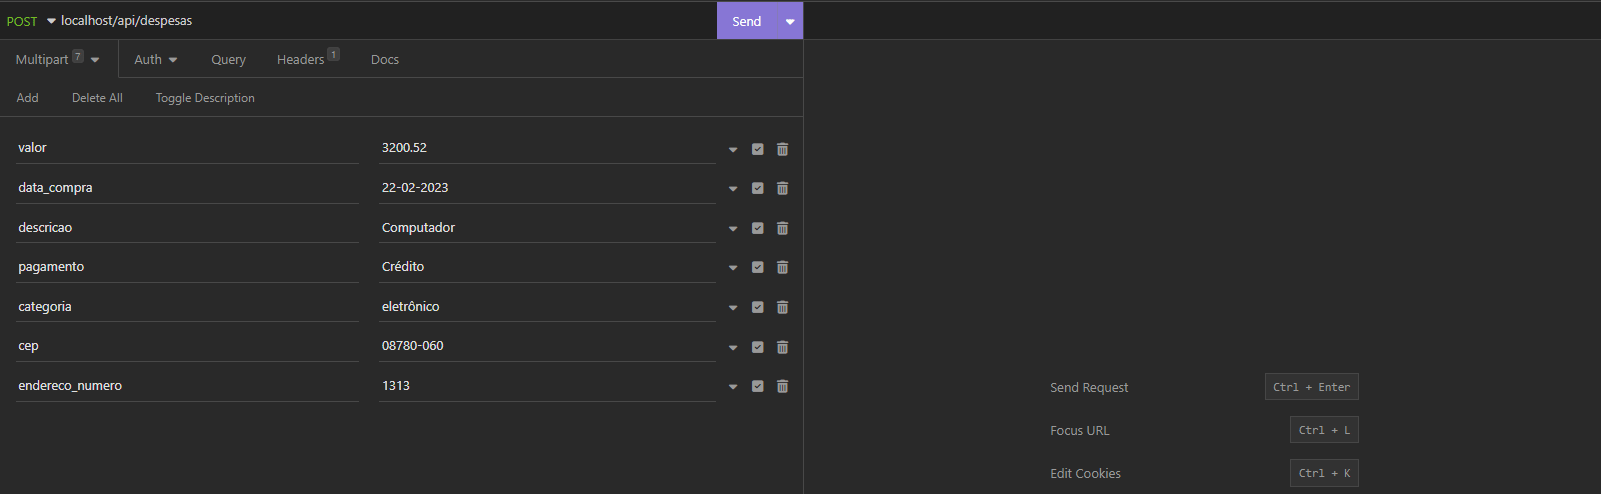 POST localhost/api/despesas Send
Multipart 7 Auth Query Headers 1 Docs
Add Delete All Toggle Description
valor 3200.52
data_compra 22-02-2023
descricao Computador
pagamento Crédito
categoria eletrônico
cep 08780-060
endereco_numero 1313
Send Request Ctrl + Enter
Focus URL Ctrl + L
Edit Cookies Ctrl + K